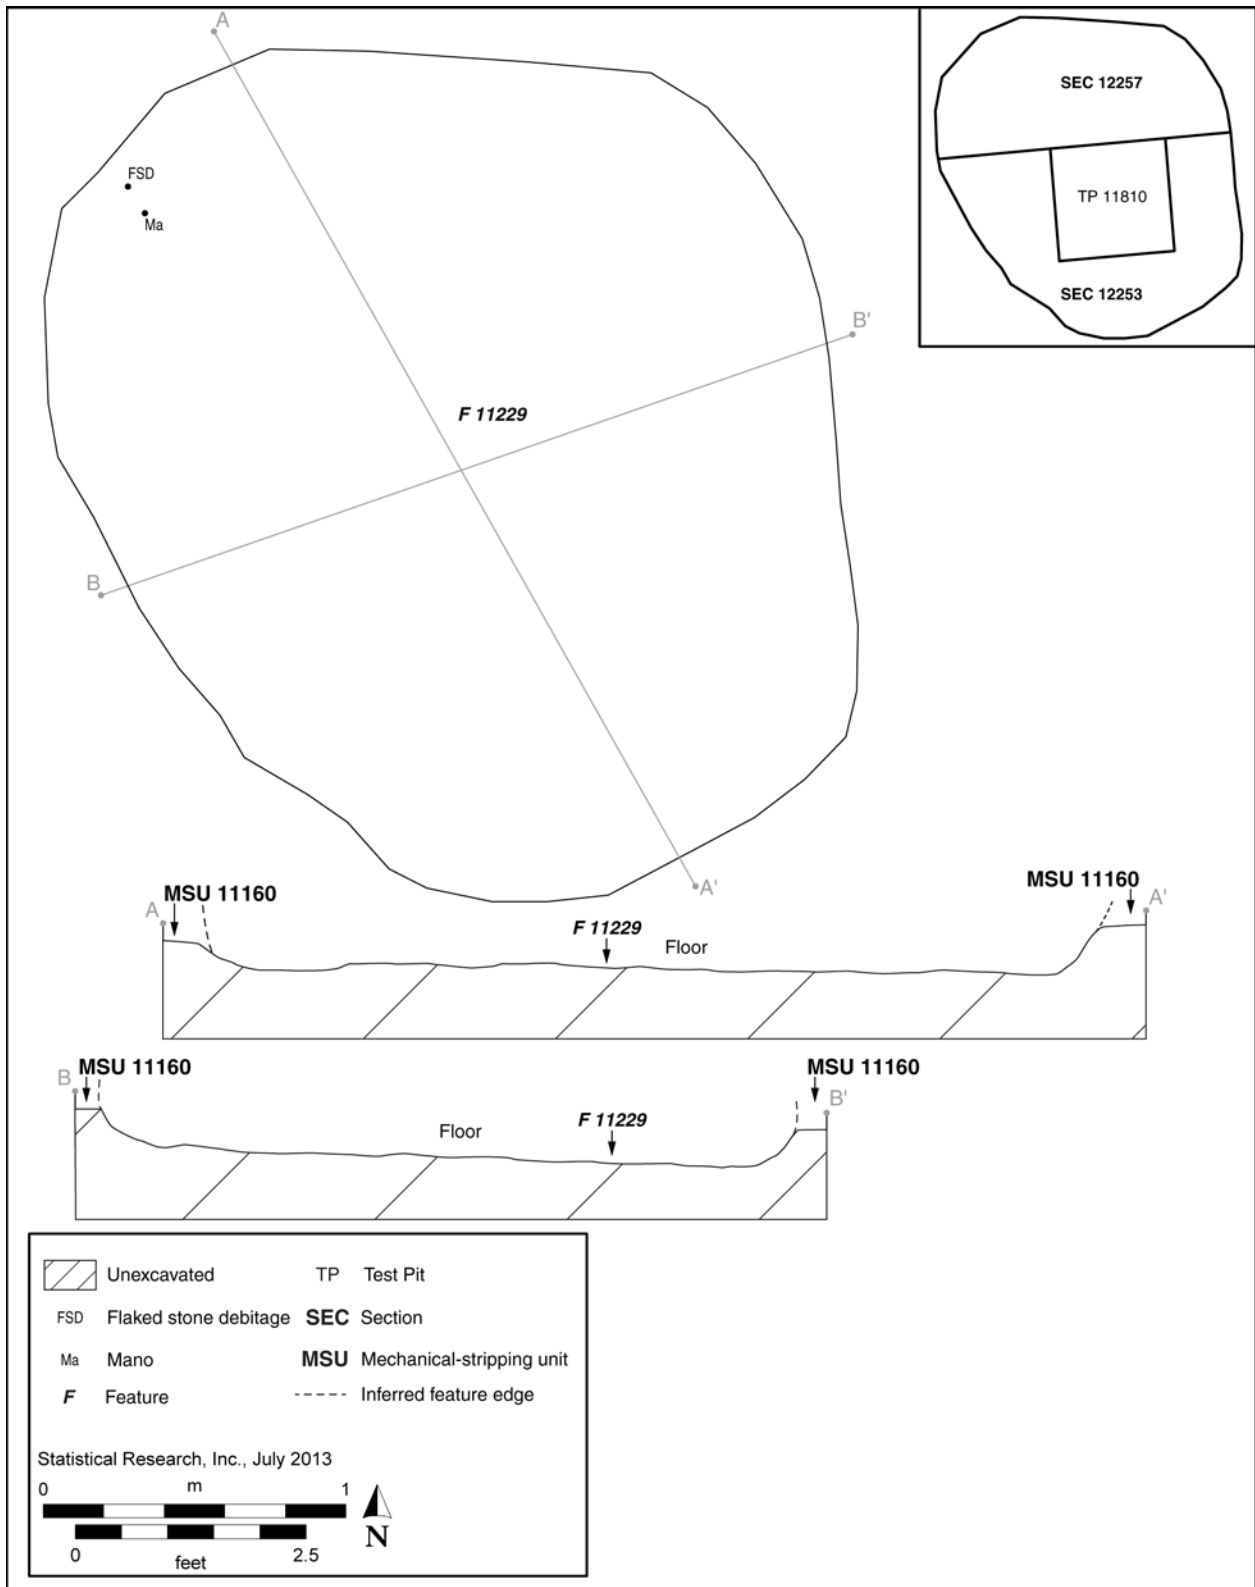 A
FSD
Ma
F 11229
B'
B
A'
SEC 12257
TP 11810
SEC 12253
MSU 11160
A
F 11229
Floor
MSU 11160
A'
B
MSU 11160
Floor
F 11229
MSU 11160
B'
Unexcavated
TP Test Pit
FSD Flaked stone debitage
SEC Section
Ma Mano
MSU Mechanical-stripping unit
F Feature
Inferred feature edge
Statistical Research, Inc., July 2013
0 m 1
0 feet 2.5
N